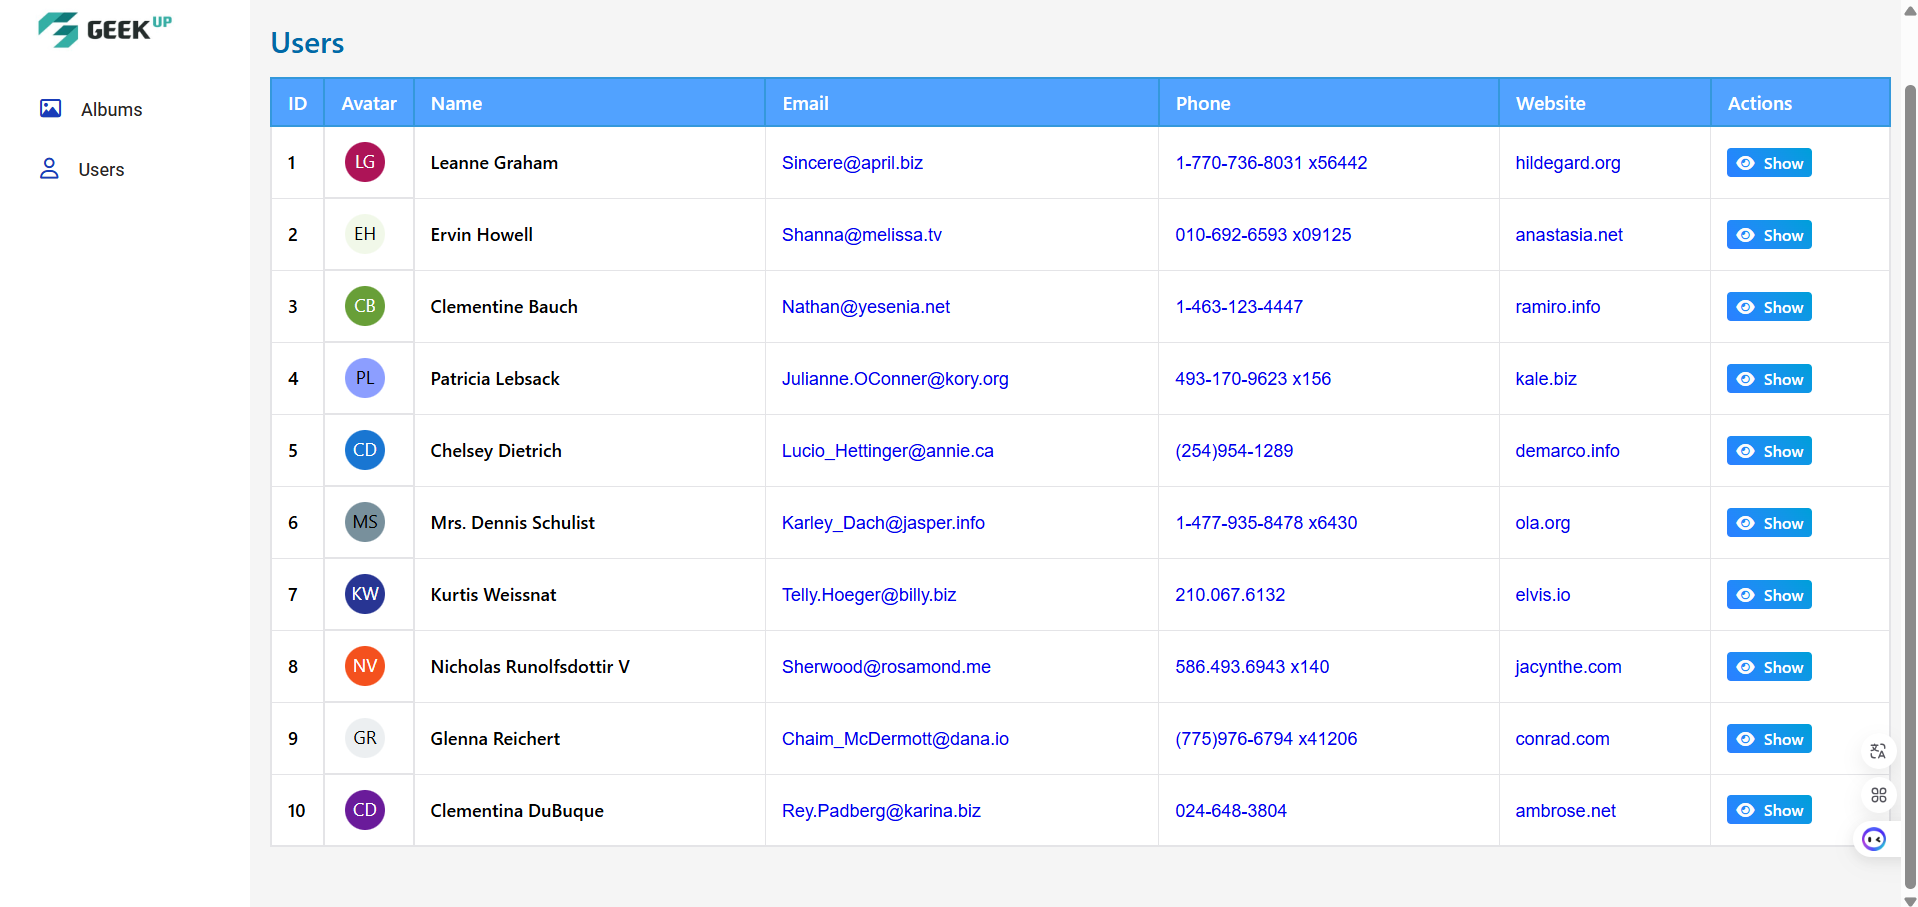 GEEK UP
Albums
Users
Users
ID Avatar Name Email Phone Website Actions
1 LG Leanne Graham Sincere@april.biz 1-770-736-8031 x56442 hildegard.org Show
2 EH Ervin Howell Shanna@melissa.tv 010-692-6593 x09125 anastasia.net Show
3 CB Clementine Bauch Nathan@yesenia.net 1-463-123-4447 ramiro.info Show
4 PL Patricia Lebsack Julianne.OConner@kory.org 493-170-9623 x156 kale.biz Show
5 CD Chelsey Dietrich Lucio_Hettinger@annie.ca (254)954-1289 demarco.info Show
6 MS Mrs. Dennis Schulist Karley_Dach@jasper.info 1-477-935-8478 x6430 ola.org Show
7 KW Kurtis Weissnat Telly.Hoeger@billy.biz 210.067.6132 elvis.io Show
8 NV Nicholas Runolfsdottir V Sherwood@rosamond.me 586.493.6943 x140 jacynthe.com Show
9 GR Glenna Reichert Chaim_McDermott@dana.io (775)976-6794 x41206 conrad.com Show
10 CD Clementina DuBuque Rey.Padberg@karina.biz 024-648-3804 ambrose.net Show